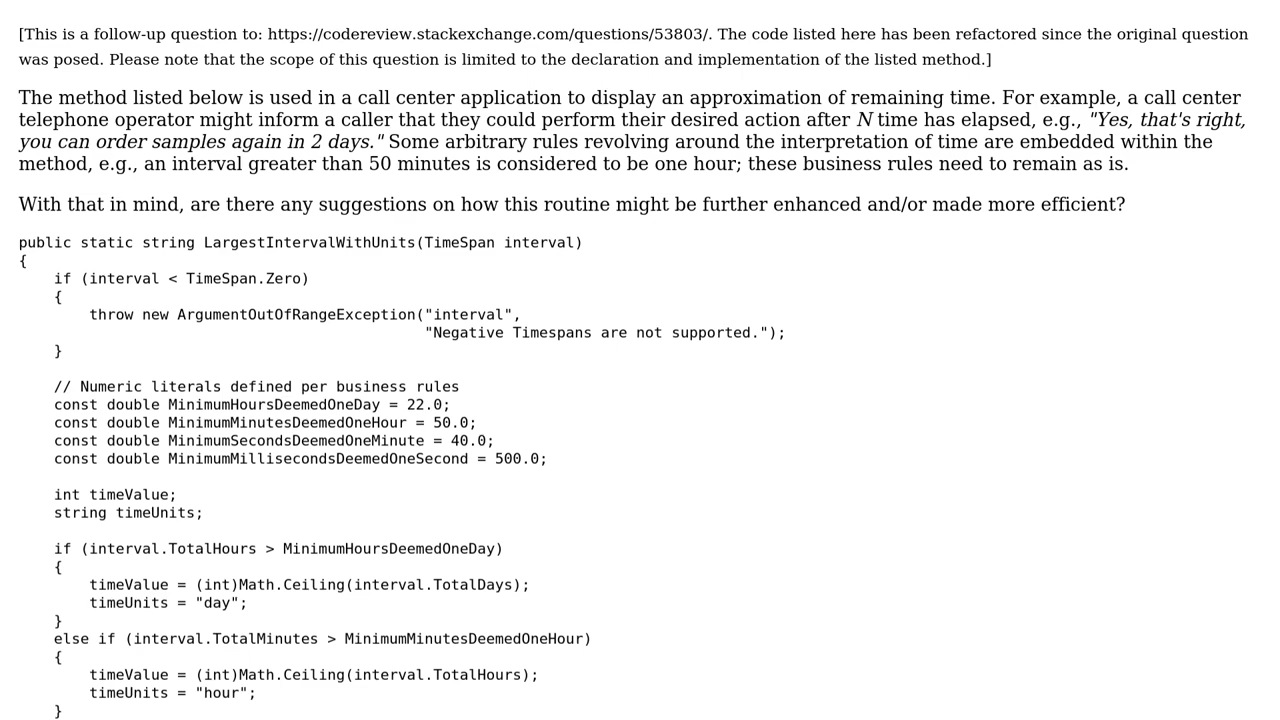 [This is a follow-up question to: https://codereview.stackexchange.com/questions/53803/. The code listed here has been refactored since the original question
was posed. Please note that the scope of this question is limited to the declaration and implementation of the listed method.]
The method listed below is used in a call center application to display an approximation of remaining time. For example, a call center
telephone operator might inform a caller that they could perform their desired action after N time has elapsed, e.g., "Yes, that's right,
you can order samples again in 2 days." Some arbitrary rules revolving around the interpretation of time are embedded within the
method, e.g., an interval greater than 50 minutes is considered to be one hour; these business rules need to remain as is.
With that in mind, are there any suggestions on how this routine might be further enhanced and/or made more efficient?
public static string LargestIntervalWithUnits(TimeSpan interval)
{
    if (interval < TimeSpan.Zero)
    {
        throw new ArgumentOutOfRangeException("interval",
                                              "Negative Timespans are not supported.");
    }
    // Numeric literals defined per business rules
    const double MinimumHoursDeemedOneDay = 22.0;
    const double MinimumMinutesDeemedOneHour = 50.0;
    const double MinimumSecondsDeemedOneMinute = 40.0;
    const double MinimumMillisecondsDeemedOneSecond = 500.0;
    int timeValue;
    string timeUnits;
    if (interval.TotalHours > MinimumHoursDeemedOneDay)
    {
        timeValue = (int)Math.Ceiling(interval.TotalDays);
        timeUnits = "day";
    }
    else if (interval.TotalMinutes > MinimumMinutesDeemedOneHour)
    {
        timeValue = (int)Math.Ceiling(interval.TotalHours);
        timeUnits = "hour";
    }